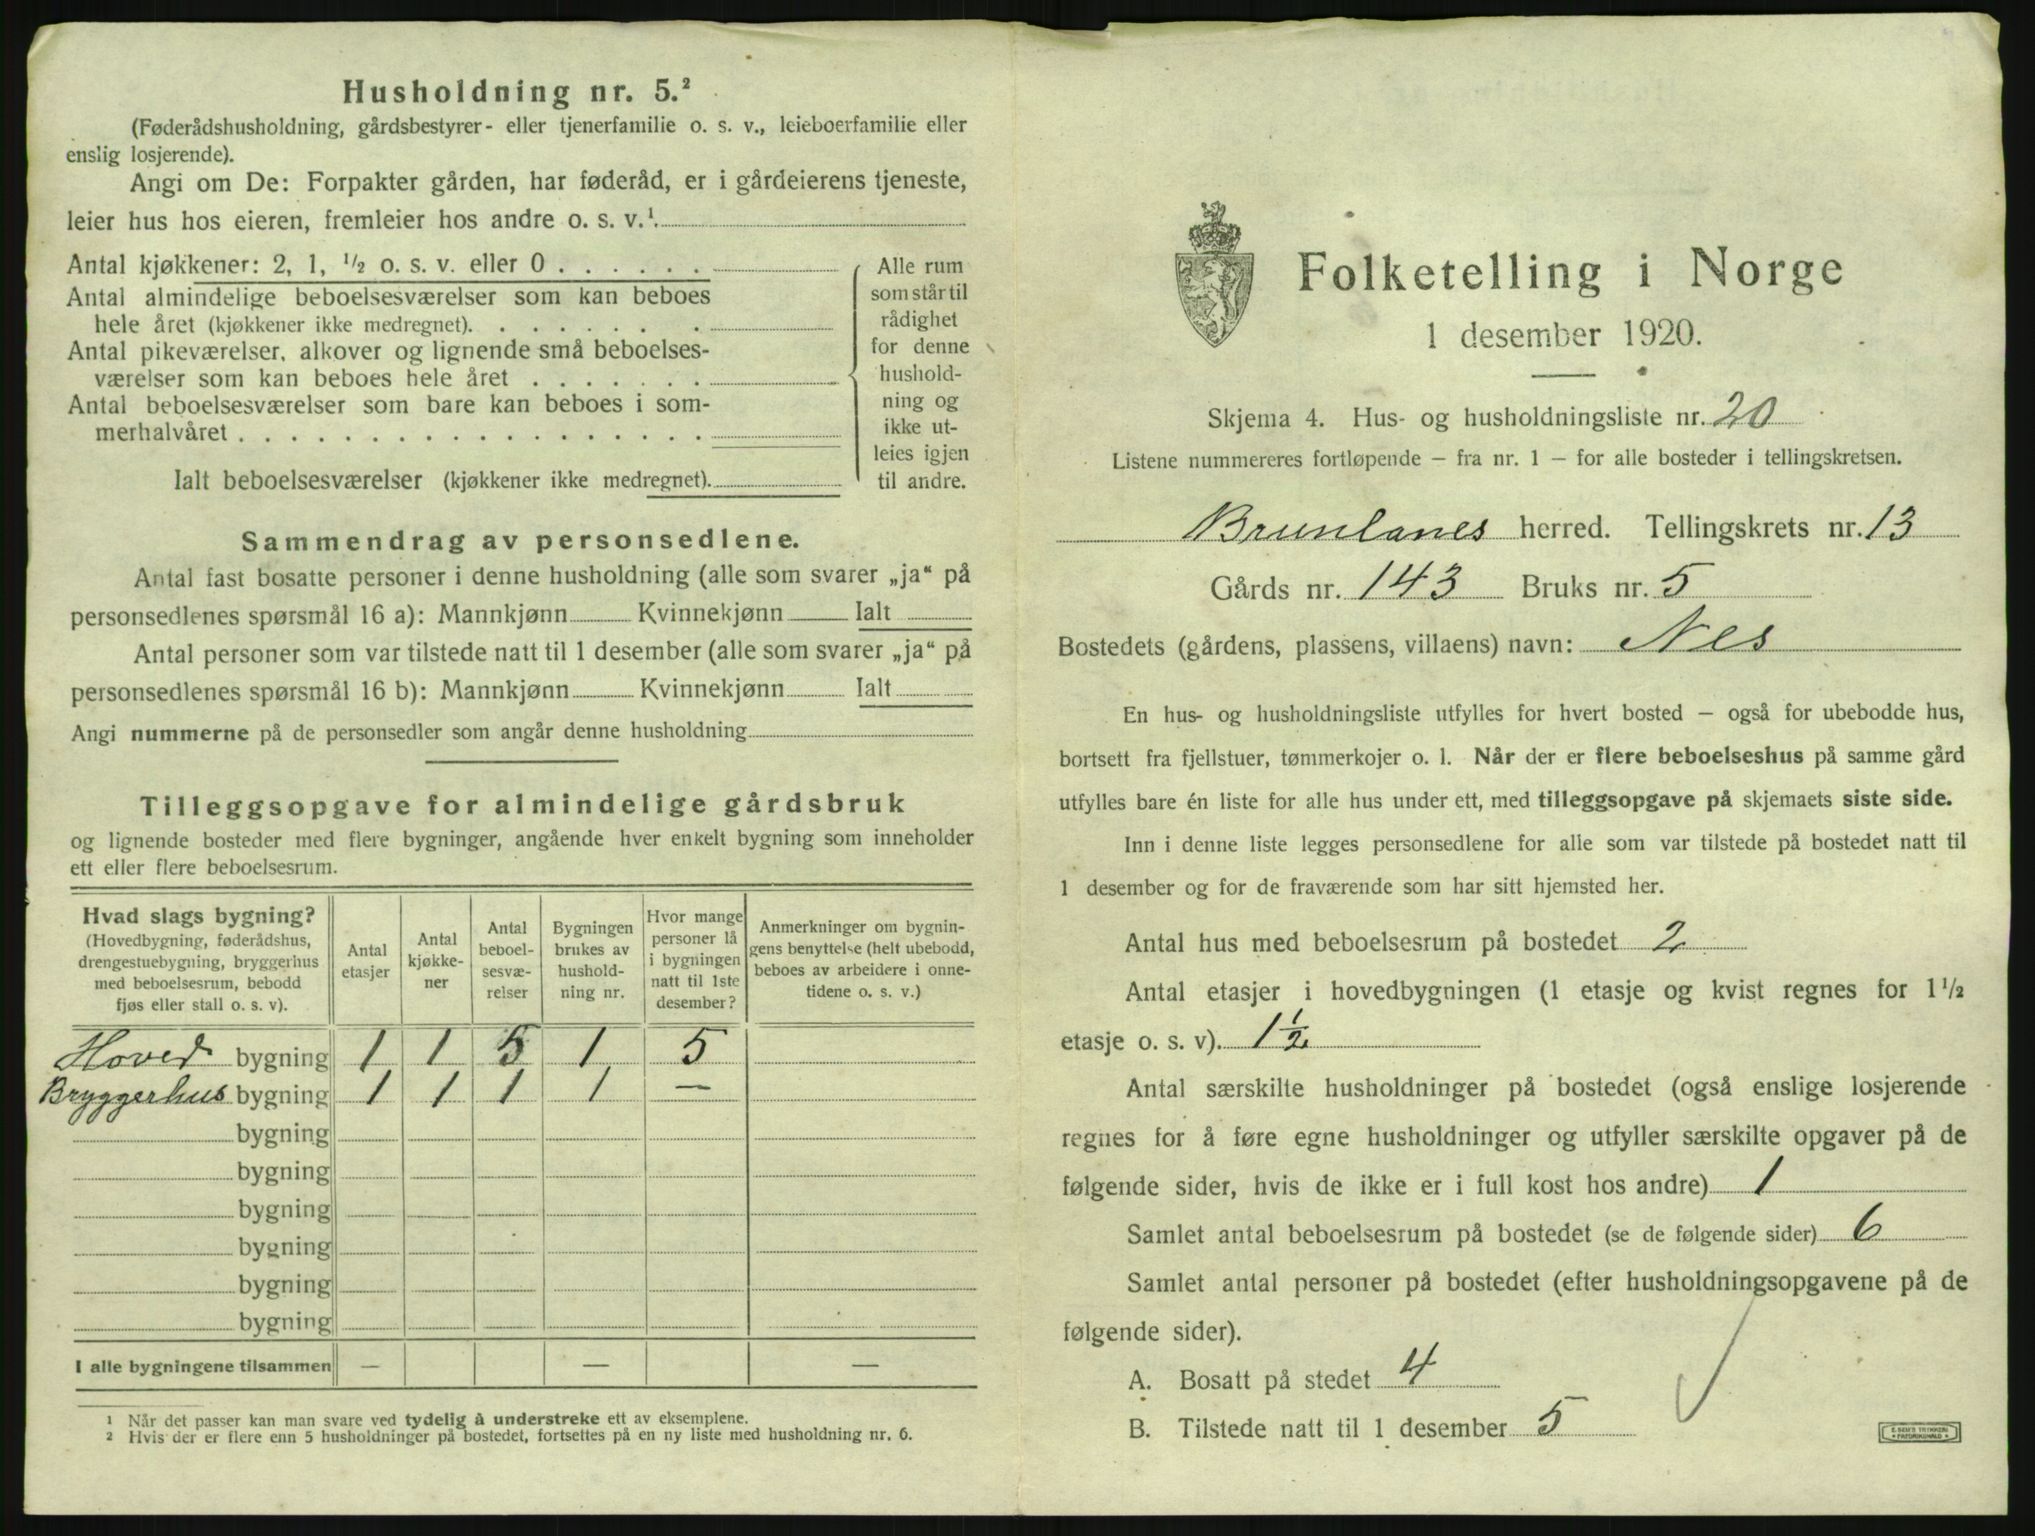 Husholdning nr. 5.²
(Føderådshusholdning, gårdsbestyrer- eller tjenerfamilie o. s. v., leieboerfamilie eller
enslig losjerende).
Angi om De: Forpakter gården, har føderåd, er i gårdeierens tjeneste,
leier hus hos eieren, fremleier hos andre o. s. v.¹.
Antal kjøkkener: 2, 1, ½ o. s. v. eller 0 . . . . . .
Antal almindelige beboelsesværelser som kan beboes
hele året (kjøkkener ikke medregnet). . . . . . . .
Antal pikeværelser, alkover og lignende små beboelses-
værelser som kan beboes hele året . . . . . . .
Antal beboelsesværelser som bare kan beboes i som-
merhalvåret . . . . . . . . . . . . . . . . . .
Ialt beboelsesværelser (kjøkkener ikke medregnet).
Alle rum
som står til
rådighet
for denne
hushold-
ning og
ikke ut-
leies igjen
til andre.
Sammendrag av personsedlene.
Antal fast bosatte personer i denne husholdning (alle som svarer „ja“ på
personsedlenes spørsmål 16 a): Mannkjønn Kvinnekjønn Ialt
Antal personer som var tilstede natt til 1 desember (alle som svarer „ja“ på
personsedlenes spørsmål 16 b): Mannkjønn Kvinnekjønn Ialt
Angi nummerne på de personsedler som angår denne husholdning
Tilleggsopgave for almindelige gårdsbruk
og lignende bosteder med flere bygninger, angående hver enkelt bygning som inneholder
ett eller flere beboelsesrum.
Hvad slags bygning?
(Hovedbygning, føderådshus,
drengestuebygning, bryggerhus
med beboelsesrum, bebodd
fjøs eller stall o. s. v).
Antal
etasjer
Antal
kjøkke-
ner
Antal
beboel-
sesvæ-
relser
Bygningen
brukes av
hushold-
ning nr.
Hvor mange
personer lå
i bygningen
natt til 1ste
desember?
Anmerkninger om bygnin-
gens benyttelse (helt ubebodd,
beboes av arbeidere i onne-
tidene o. s. v.)
Hoved bygning 1 1 5 1 5
Bryggerhus bygning 1 1 1 1 —
bygning
bygning
bygning
bygning
bygning
bygning
I alle bygningene tilsammen — — —
1 Når det passer kan man svare ved tydelig å understreke ett av eksemplene.
2 Hvis der er flere enn 5 husholdninger på bostedet, fortsettes på en ny liste med husholdning nr. 6.
Folketelling i Norge
1 desember 1920.
Skjema 4. Hus- og husholdningsliste nr. 20
Listene nummereres fortløpende – fra nr. 1 – for alle bosteder i tellingskretsen.
Brunlanes herred. Tellingskrets nr. 13
Gårds nr. 143 Bruks nr. 5
Bostedets (gårdens, plassens, villaens) navn: Nes
En hus- og husholdningsliste utfylles for hvert bosted – også for ubebodde hus,
bortsett fra fjellstuer, tømmerkojer o. l. Når der er flere beboelseshus på samme gård
utfylles bare én liste for alle hus under ett, med tilleggsopgave på skjemaets siste side.
Inn i denne liste legges personsedlene for alle som var tilstede på bostedet natt til
1 desember og for de fraværende som har sitt hjemsted her.
Antal hus med beboelsesrum på bostedet 2
Antal etasjer i hovedbygningen (1 etasje og kvist regnes for 1½
etasje o. s. v). 1½
Antal særskilte husholdninger på bostedet (også enslige losjerende
regnes for å føre egne husholdninger og utfyller særskilte opgaver på de
følgende sider, hvis de ikke er i full kost hos andre) 1
Samlet antal beboelsesrum på bostedet (se de følgende sider) 6
Samlet antal personer på bostedet (efter husholdningsopgavene på de
følgende sider).
A. Bosatt på stedet 4
B. Tilstede natt til 1 desember 5